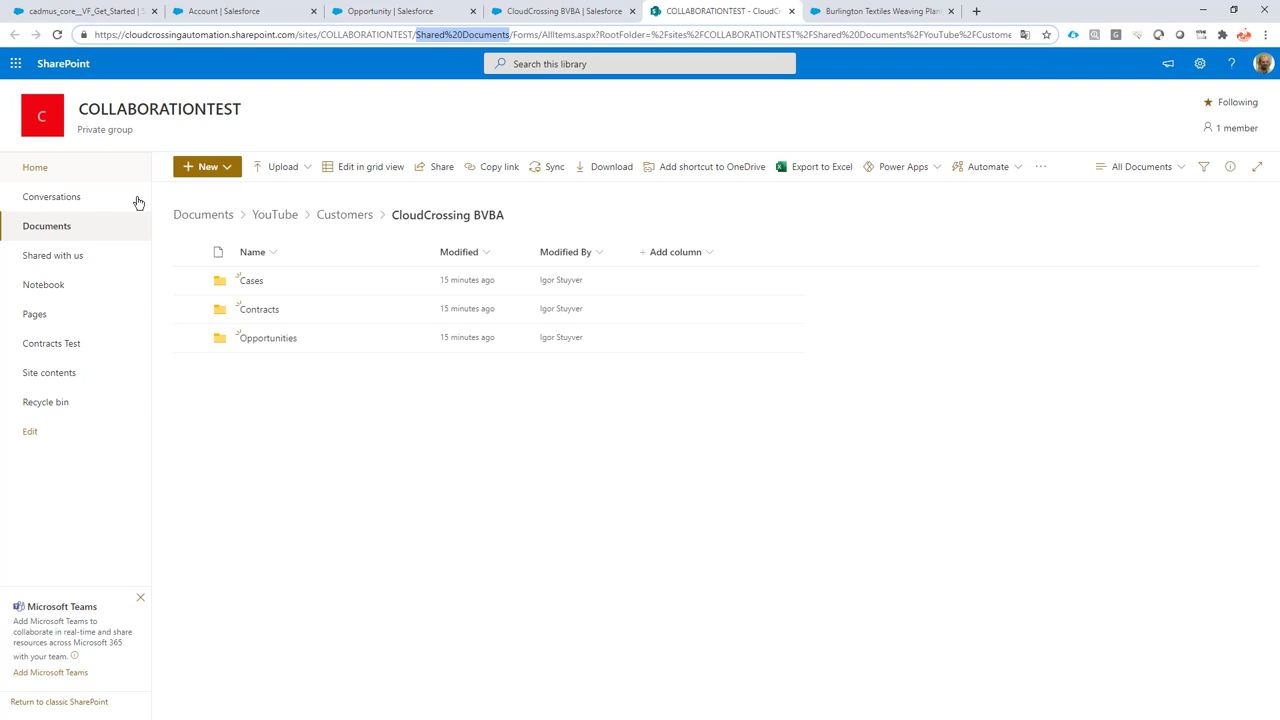 cadmus_core__VF_Get_Started | S
Account | Salesforce
Opportunity | Salesforce
CloudCrossing BVBA | Salesforce
COLLABORATIONTEST - CloudCr
Burlington Textiles Weaving Plan
https://cloudcrossingautomation.sharepoint.com/sites/COLLABORATIONTEST/Shared%20Documents/Forms/AllItems.aspx?RootFolder=%2Fsites%2FCOLLABORATIONTEST%2FShared%20Documents%2FYouTube%2FCustome
SharePoint
Search this library
C
COLLABORATIONTEST
Private group
Following
1 member
New
Upload
Edit in grid view
Share
Copy link
Sync
Download
Add shortcut to OneDrive
Export to Excel
Power Apps
Automate
All Documents
Home
Conversations
Documents
Shared with us
Notebook
Pages
Contracts Test
Site contents
Recycle bin
Edit
Documents > YouTube > Customers > CloudCrossing BVBA
Name Modified Modified By + Add column
Cases 15 minutes ago Igor Stuyver
Contracts 15 minutes ago Igor Stuyver
Opportunities 15 minutes ago Igor Stuyver
Microsoft Teams
Add Microsoft Teams to
collaborate in real-time and share
resources across Microsoft 365
with your team.
Add Microsoft Teams
Return to classic SharePoint